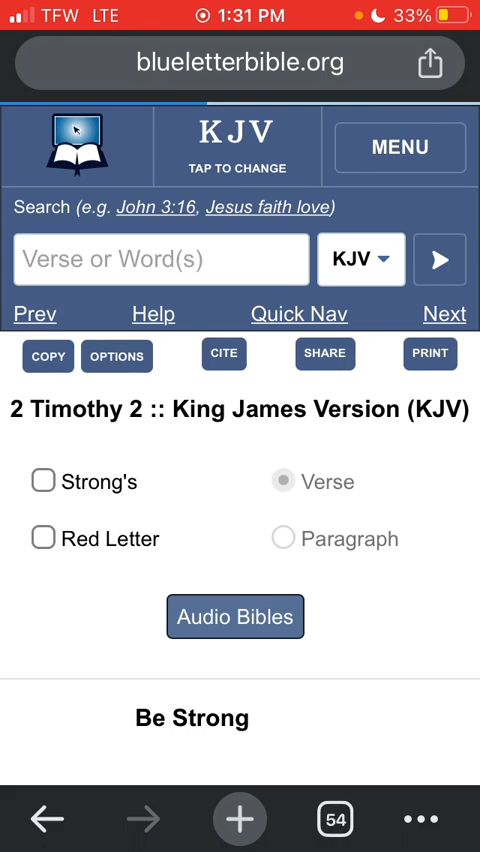 TFW LTE 1:31 PM 33%
blueletterbible.org
KJV
TAP TO CHANGE
MENU
Search (e.g. John 3:16, Jesus faith love)
Verse or Word(s) KJV
Prev Help Quick Nav Next
COPY OPTIONS CITE SHARE PRINT
2 Timothy 2 :: King James Version (KJV)
Strong's Verse
Red Letter Paragraph
Audio Bibles
Be Strong
54